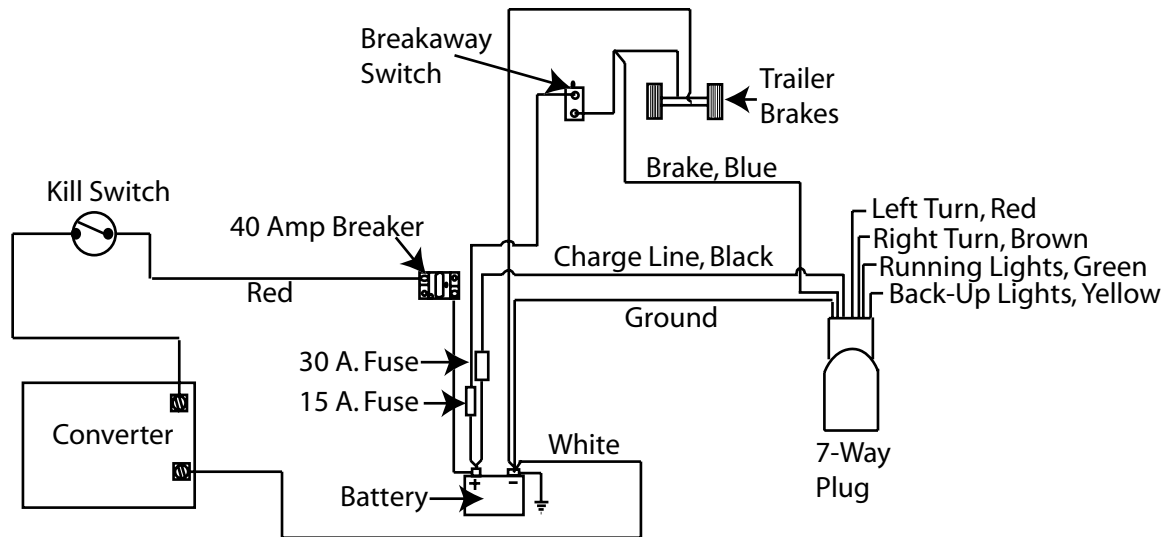 Breakaway
Switch
Trailer
Brakes
Brake, Blue
Kill Switch
40 Amp Breaker
Left Turn, Red
Right Turn, Brown
Running Lights, Green
Back-Up Lights, Yellow
Charge Line, Black
Red
Ground
30 A. Fuse
15 A. Fuse
Converter
White
7-Way
Plug
+
–
Battery